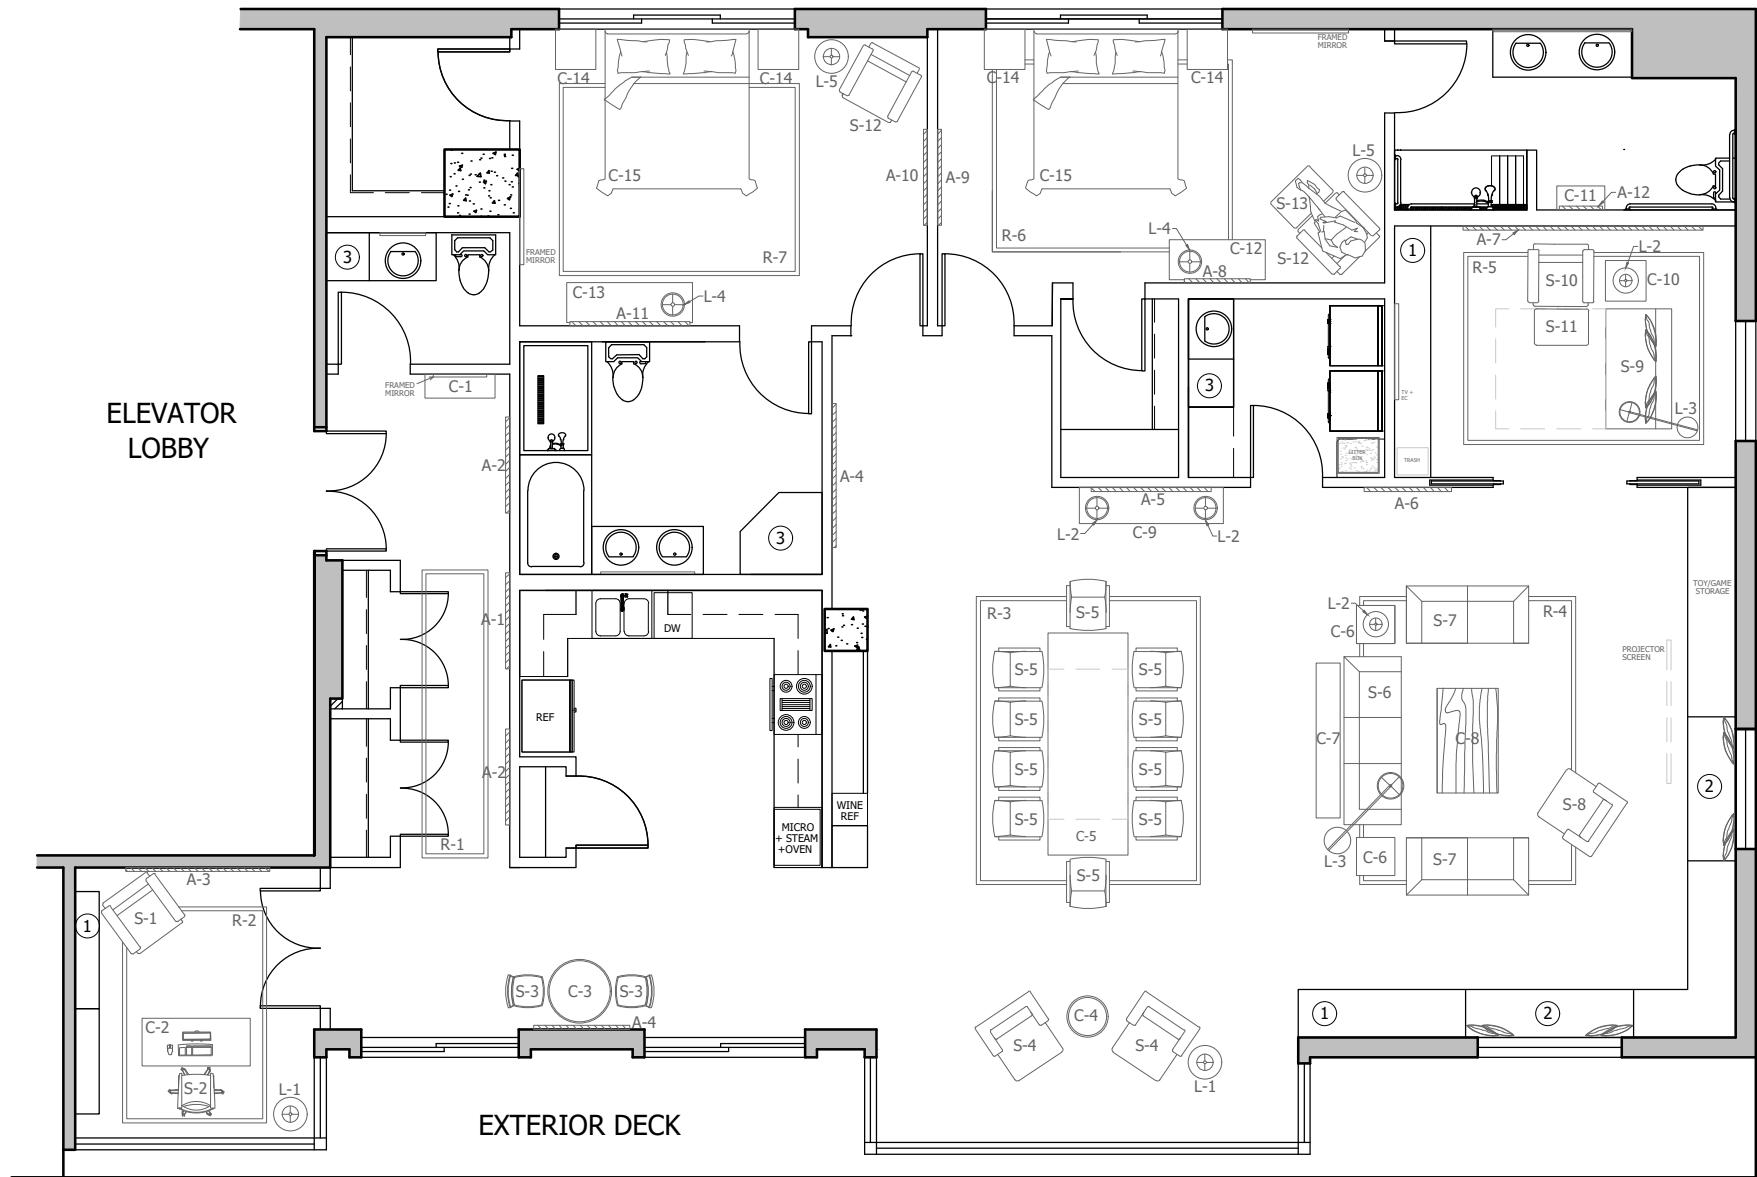 FRAMED
MIRROR
C-14
C-14
L-5
S-12
C-14
C-14
C-15
A-10
A-9
C-15
L-5
S-13
C-11
A-12
R-7
R-6
L-4
C-12
S-12
A-8
3
FRAMED
MIRROR
C-13
L-4
A-11
1
A-7
L-2
R-5
S-10
C-10
S-11
S-9
L-3
FRAMED
MIRROR
C-1
3
TV +
EC
ELEVATOR
LOBBY
A-2
A-4
LITTER
BOX
TRASH
A-5
A-6
L-2
C-9
L-2
3
TOY/GAME
STORAGE
A-1
DW
R-3
S-5
L-2
C-6
S-7
R-4
PROJECTOR
SCREEN
S-5
S-5
S-6
REF
S-5
S-5
C-7
C-8
A-2
S-5
S-5
2
WINE
REF
MICRO
+ STEAM
+OVEN
S-5
S-5
S-8
C-5
R-1
L-3
C-6
S-7
S-5
A-3
1
S-1
R-2
S-3
C-3
S-3
A-4
C-4
S-4
S-4
1
2
C-2
S-2
L-1
L-1
EXTERIOR DECK